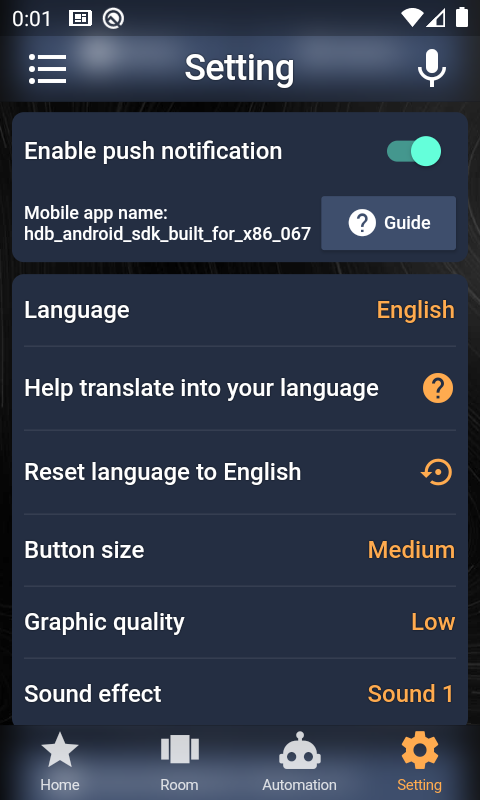 0:01
Setting
Enable push notification
Mobile app name:
hdb_android_sdk_built_for_x86_067
Guide
Language English
Help translate into your language
Reset language to English
Button size Medium
Graphic quality Low
Sound effect Sound 1
Home Room Automation Setting